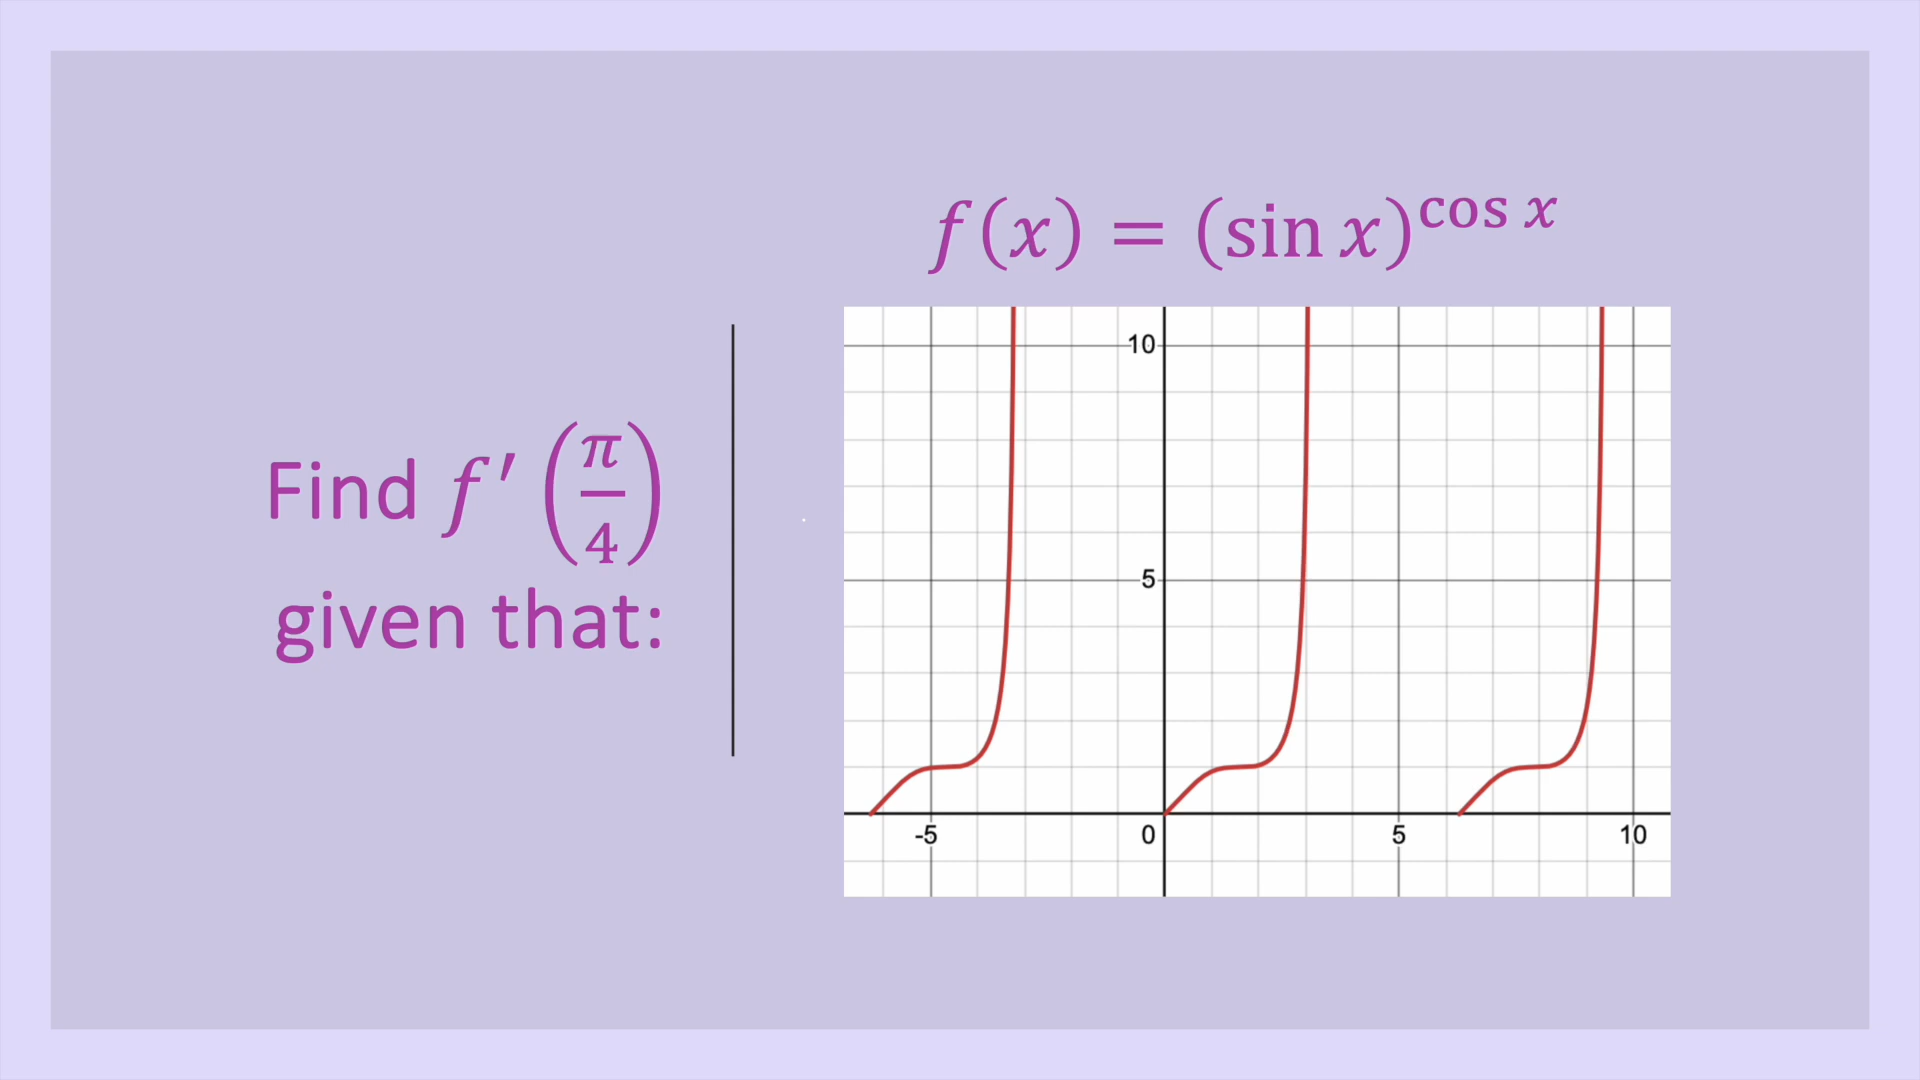 f(x) = (sin x)^cos x
Find f′(π/4)
given that:
10
5
-5
0
5
10